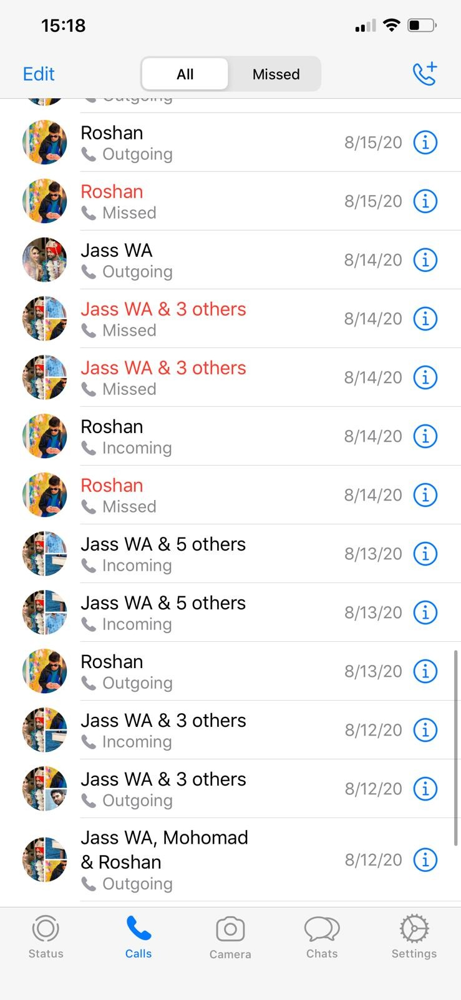 15:18
Edit
All
Missed
Outgoing
Roshan
Outgoing
8/15/20
Roshan
Missed
8/15/20
Jass WA
Outgoing
8/14/20
Jass WA & 3 others
Missed
8/14/20
Jass WA & 3 others
Missed
8/14/20
Roshan
Incoming
8/14/20
Roshan
Missed
8/14/20
Jass WA & 5 others
Incoming
8/13/20
Jass WA & 5 others
Incoming
8/13/20
Roshan
Outgoing
8/13/20
Jass WA & 3 others
Incoming
8/12/20
Jass WA & 3 others
Outgoing
8/12/20
Jass WA, Mohomad
& Roshan
Outgoing
8/12/20
Status
Calls
Camera
Chats
Settings